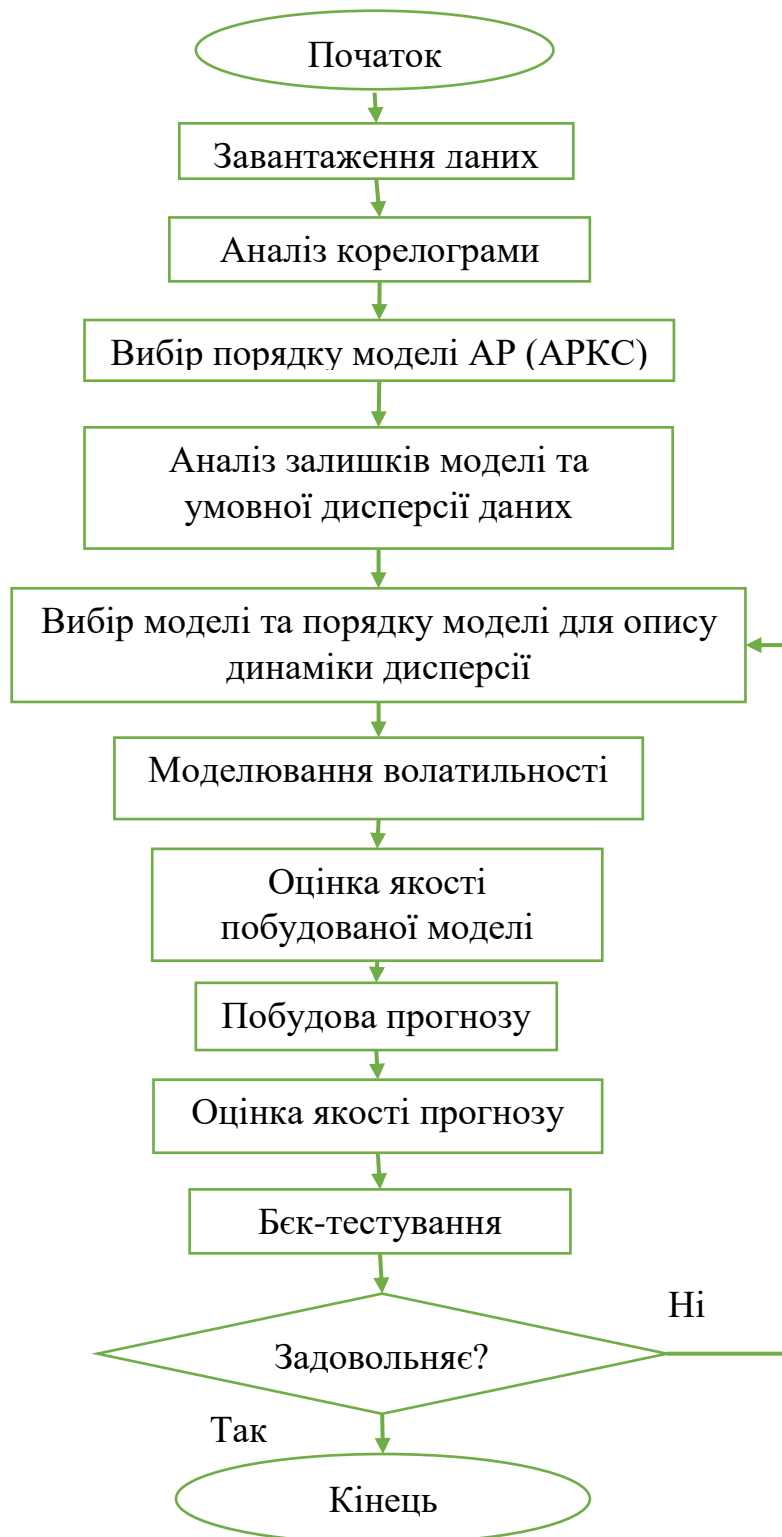 Початок
Завантаження даних
Аналіз корелограми
Вибір порядку моделі АР (АРКС)
Аналіз залишків моделі та
умовної дисперсії даних
Вибір моделі та порядку моделі для опису
динаміки дисперсії
Моделювання волатильності
Оцінка якості
побудованої моделі
Побудова прогнозу
Оцінка якості прогнозу
Бєк-тестування
Ні
Задовольняє?
Так
Кінець